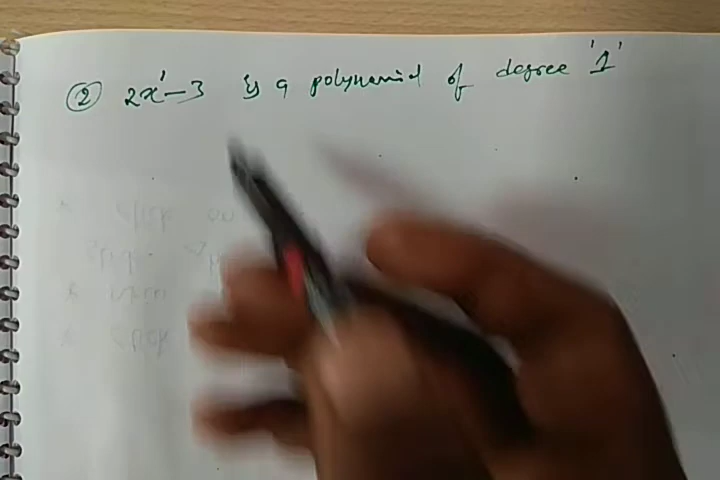 ② 2x¹-3 is a polynomial of degree '1'